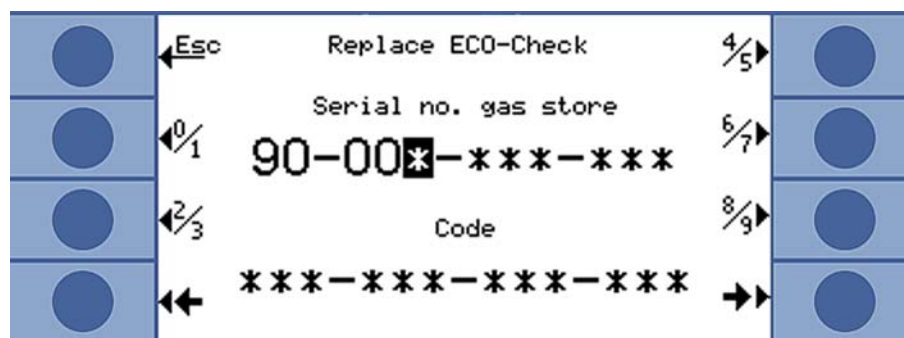 Esc Replace ECO-Check 4/5
Serial no. gas store
0/1 6/7
90-00*-***-***
2/3 Code 8/9
***-***-***-***